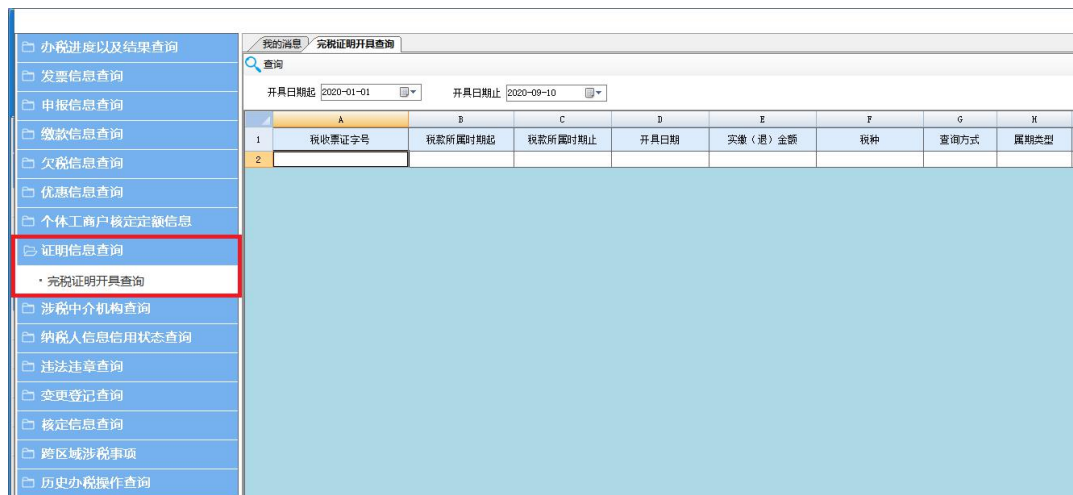 办税进度以及结果查询
发票信息查询
申报信息查询
缴款信息查询
欠税信息查询
优惠信息查询
个体工商户核定定额信息
证明信息查询
· 完税证明开具查询
涉税中介机构查询
纳税人信息信用状态查询
违法违章查询
变更登记查询
核定信息查询
跨区域涉税事项
历史办税操作查询
我的消息 完税证明开具查询
查询
开具日期起 2020-01-01 开具日期止 2020-09-10
A B C D E F G H
1 税收票证字号 税款所属时期起 税款所属时期止 开具日期 实缴（退）金额 税种 查询方式 属期类型
2